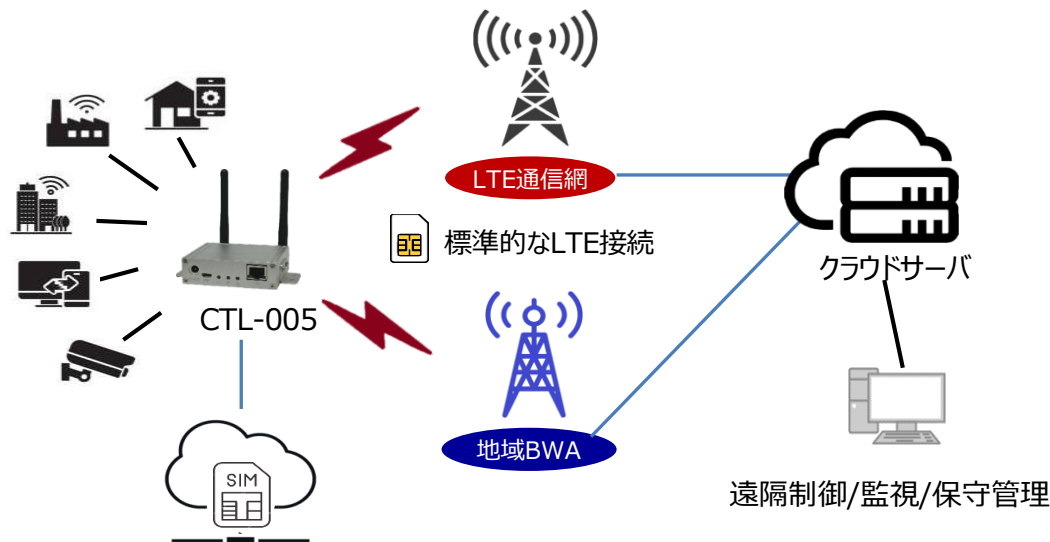 LTE通信網
標準的なLTE接続
クラウドサーバ
CTL-005
地域BWA
SIM
遠隔制御/監視/保守管理